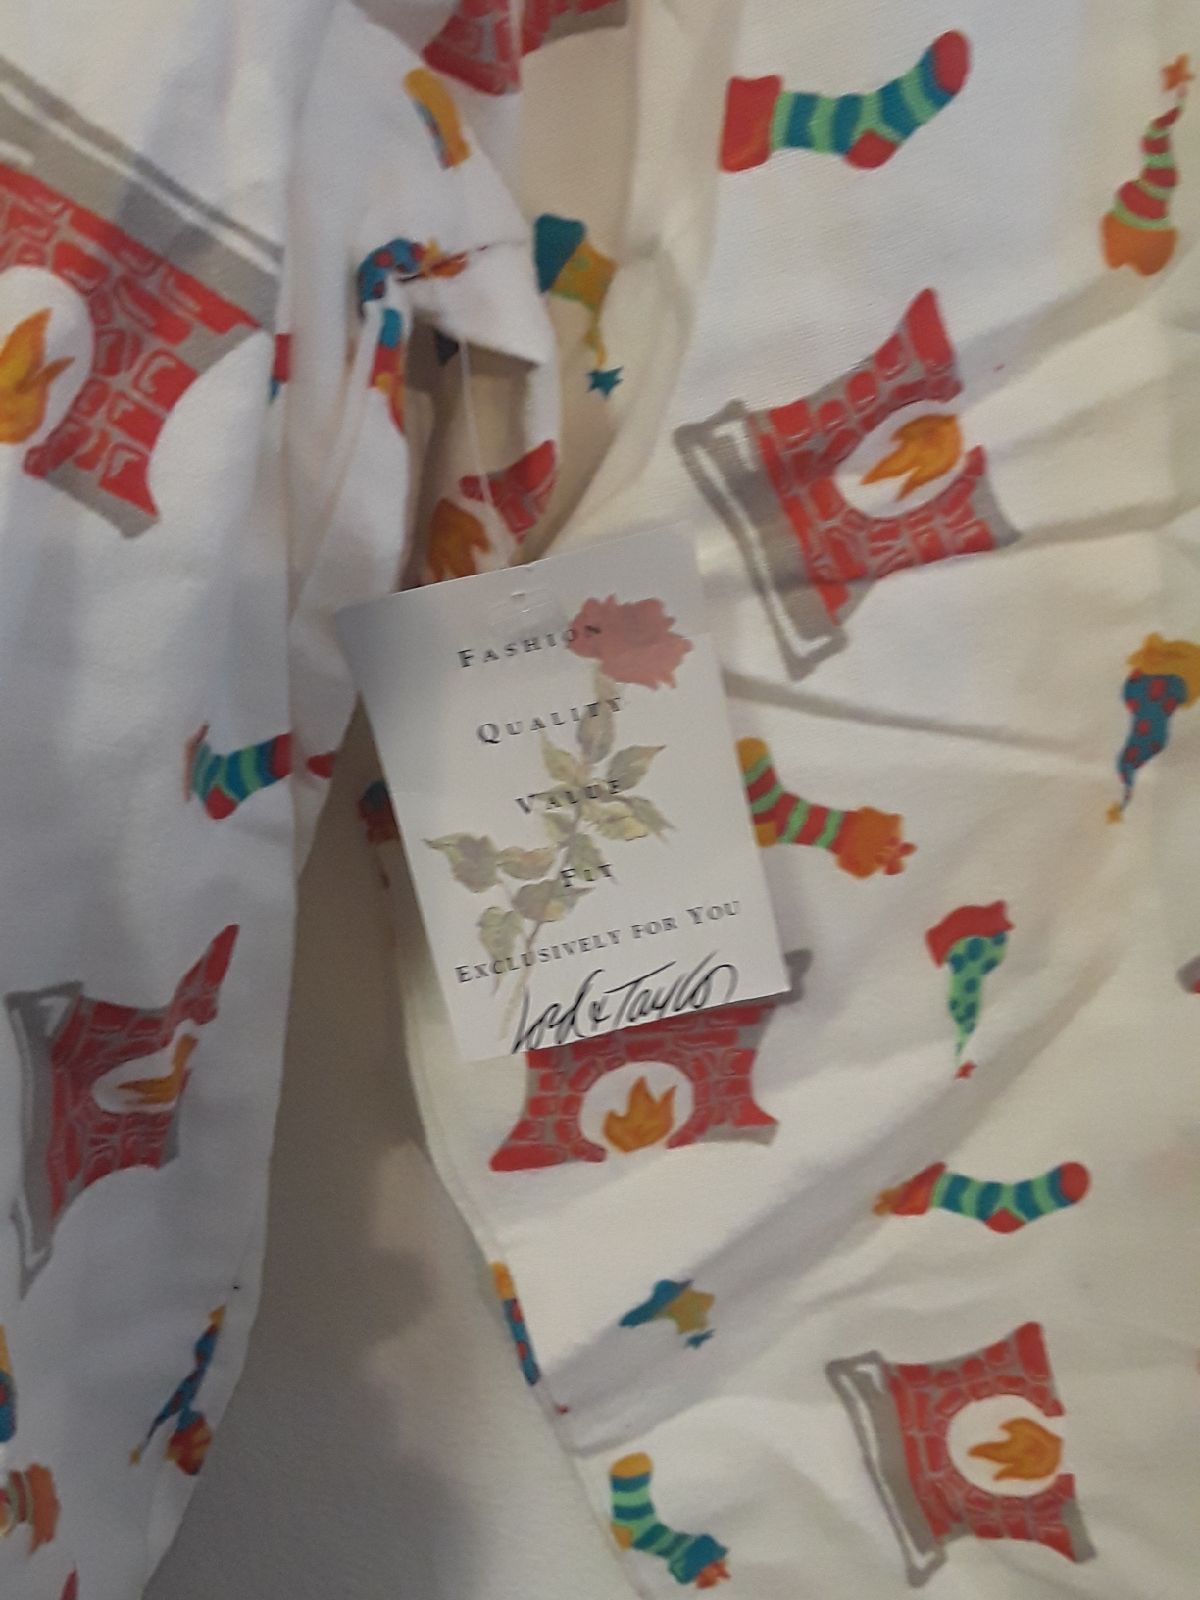 FASHION
QUALITY
VALUE
FIT
EXCLUSIVELY FOR YOU
Lord & Taylor